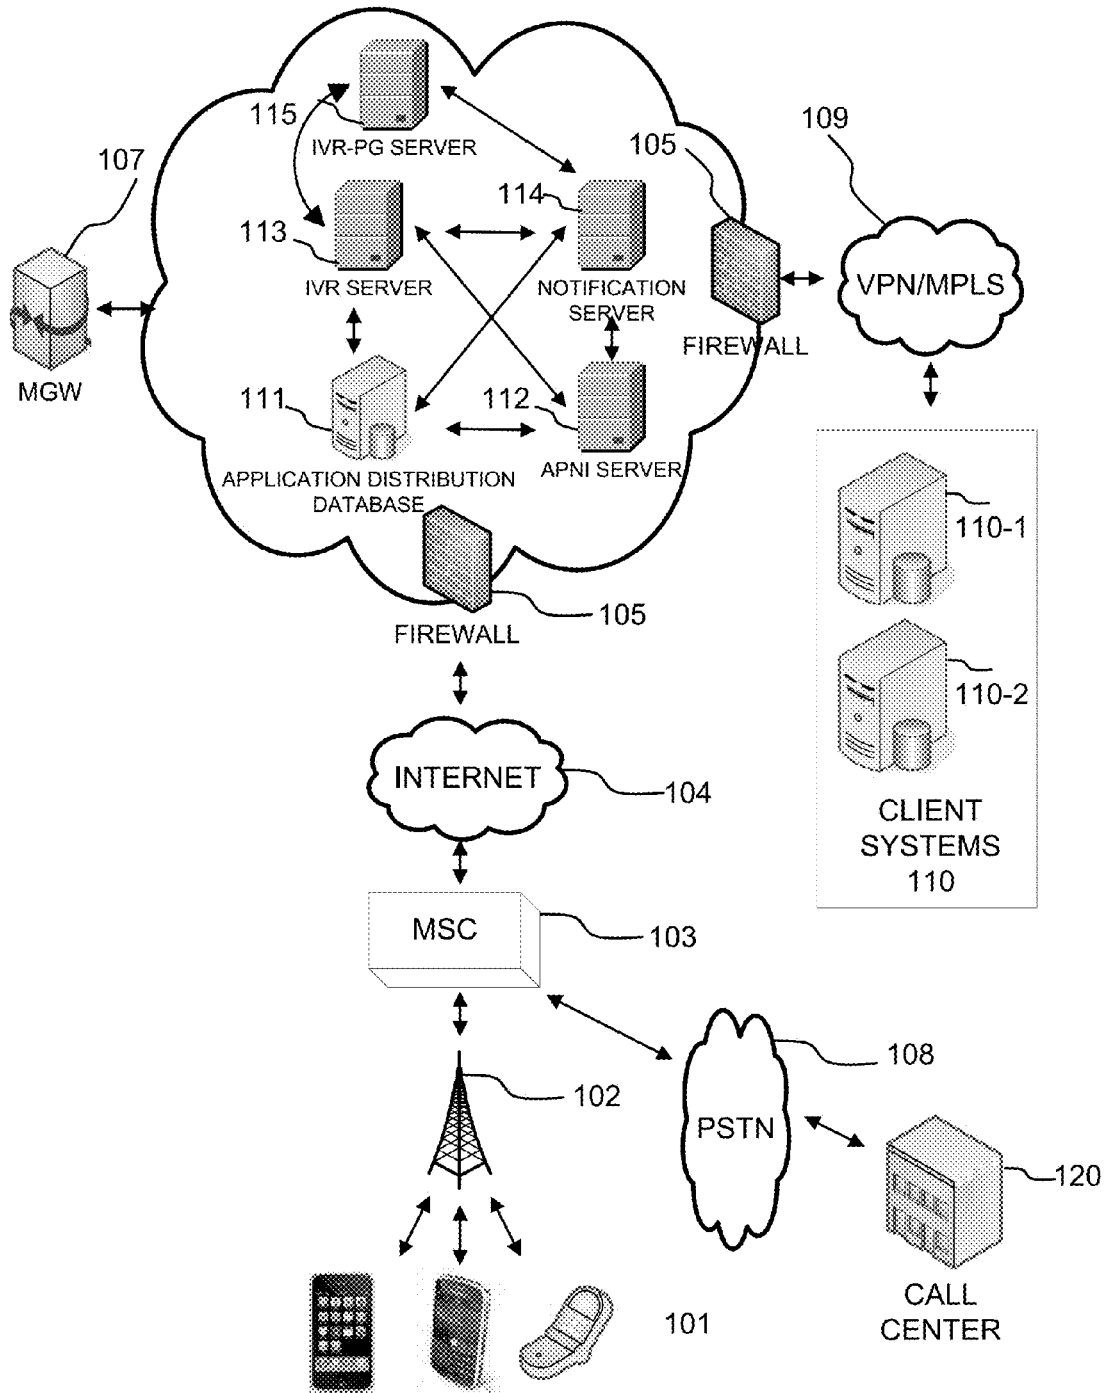 115
IVR-PG SERVER
109
105
107
114
113
IVR SERVER
NOTIFICATION
SERVER
VPN/MPLS
FIREWALL
MGW
111
112
APPLICATION DISTRIBUTION
DATABASE
APNI SERVER
110-1
105
FIREWALL
110-2
INTERNET
104
CLIENT
SYSTEMS
110
MSC
103
108
102
PSTN
120
CALL
CENTER
101